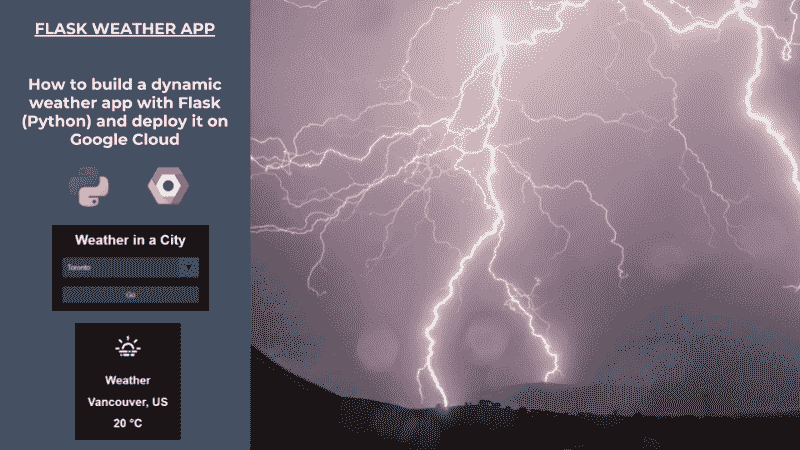 FLASK WEATHER APP
How to build a dynamic
weather app with Flask
(Python) and deploy it on
Google Cloud
Weather in a City
Toronto
Go
Weather
Vancouver, US
20 °C